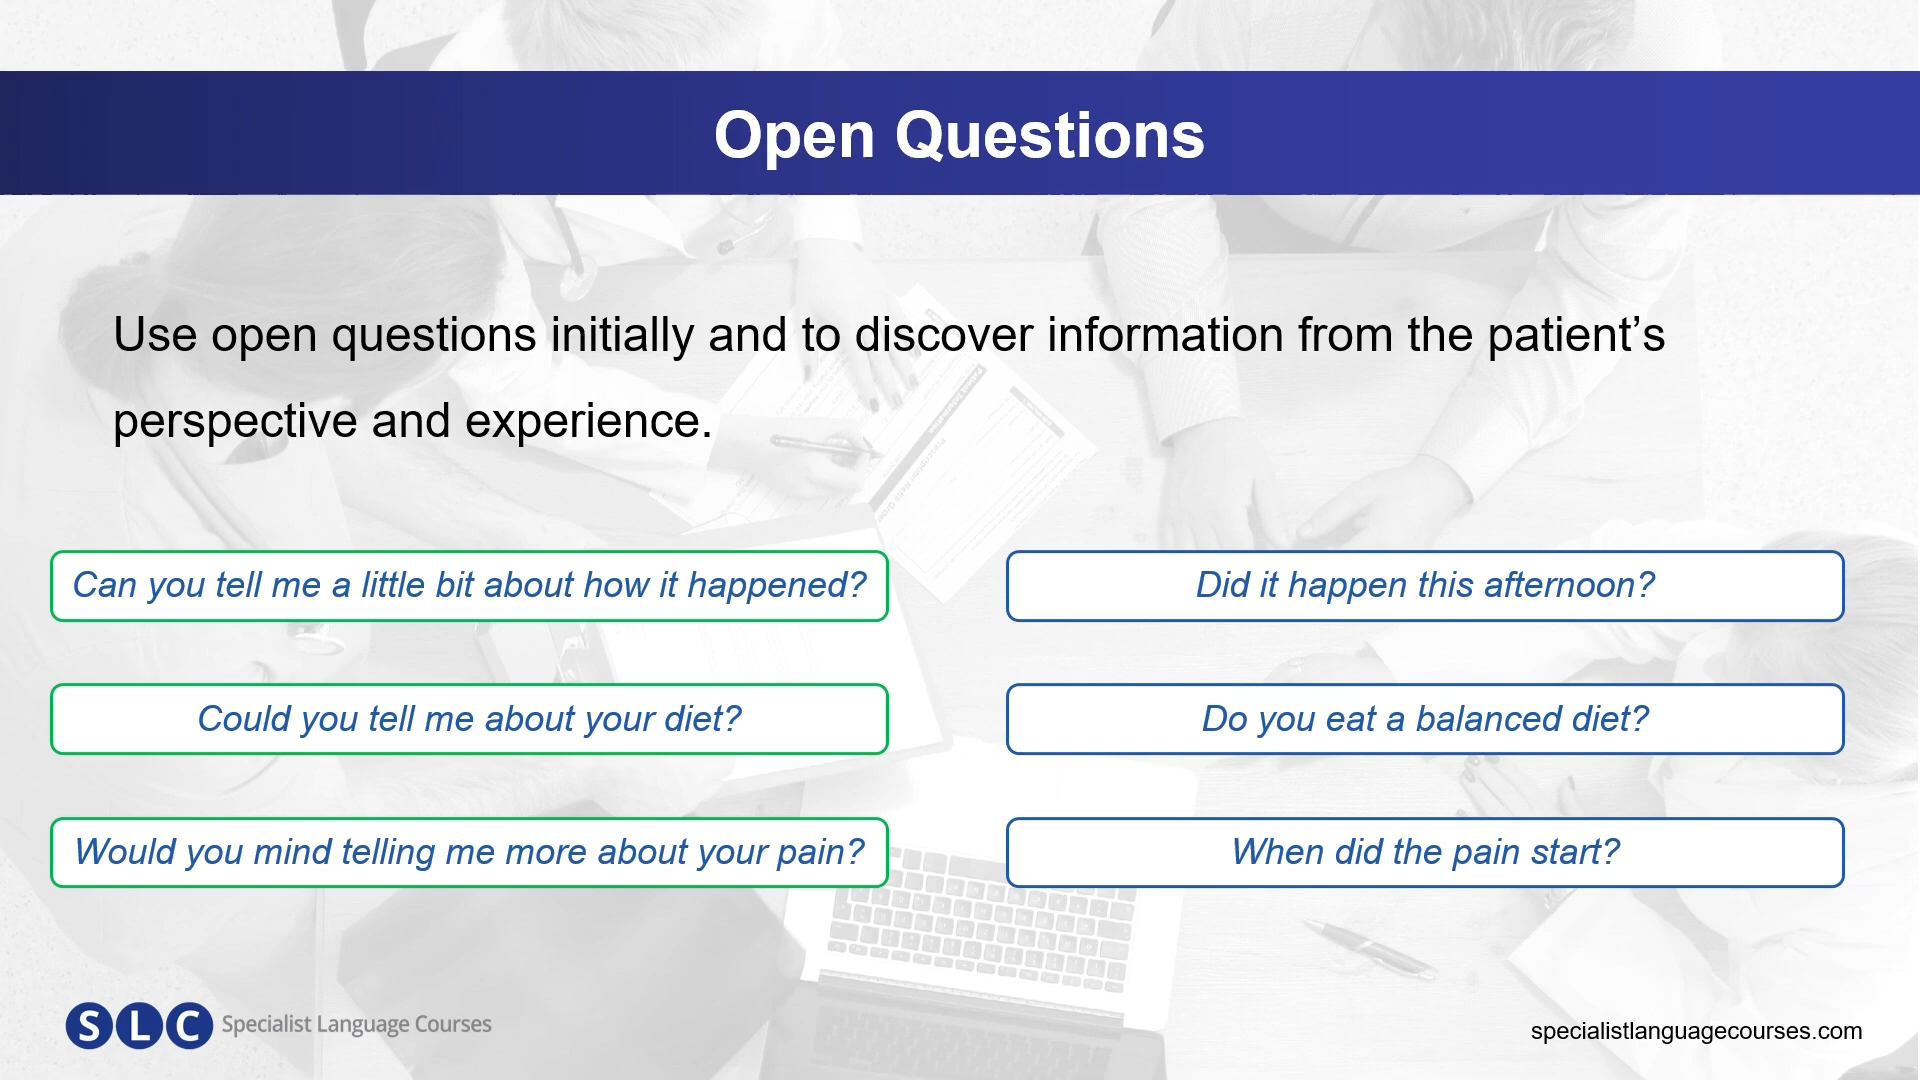 Open Questions
Use open questions initially and to discover information from the patient’s
perspective and experience.
Can you tell me a little bit about how it happened?
Did it happen this afternoon?
Could you tell me about your diet?
Do you eat a balanced diet?
Would you mind telling me more about your pain?
When did the pain start?
SLC Specialist Language Courses
specialistlanguagecourses.com